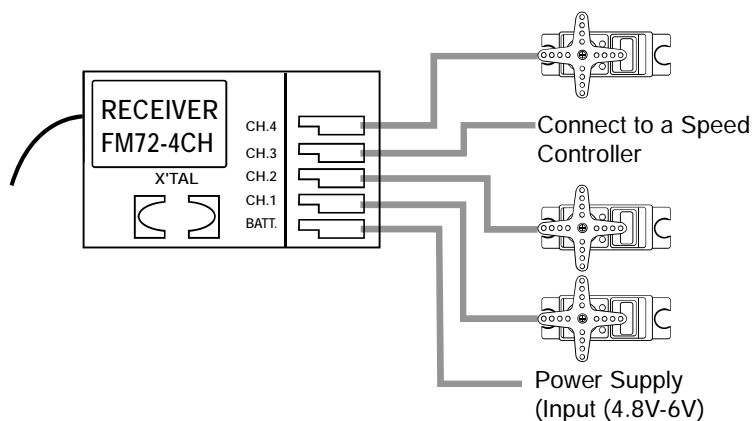 RECEIVER
FM72-4CH
X'TAL
CH.4
CH.3
CH.2
CH.1
BATT.
Connect to a Speed
Controller
Power Supply
(Input (4.8V-6V)